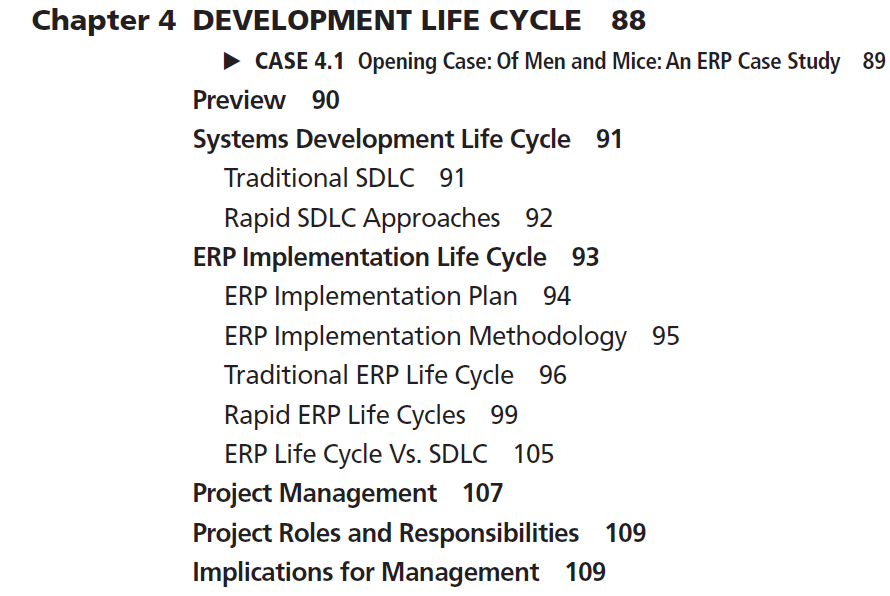 Chapter 4 DEVELOPMENT LIFE CYCLE 88
▶ CASE 4.1 Opening Case: Of Men and Mice: An ERP Case Study 89
Preview 90
Systems Development Life Cycle 91
Traditional SDLC 91
Rapid SDLC Approaches 92
ERP Implementation Life Cycle 93
ERP Implementation Plan 94
ERP Implementation Methodology 95
Traditional ERP Life Cycle 96
Rapid ERP Life Cycles 99
ERP Life Cycle Vs. SDLC 105
Project Management 107
Project Roles and Responsibilities 109
Implications for Management 109